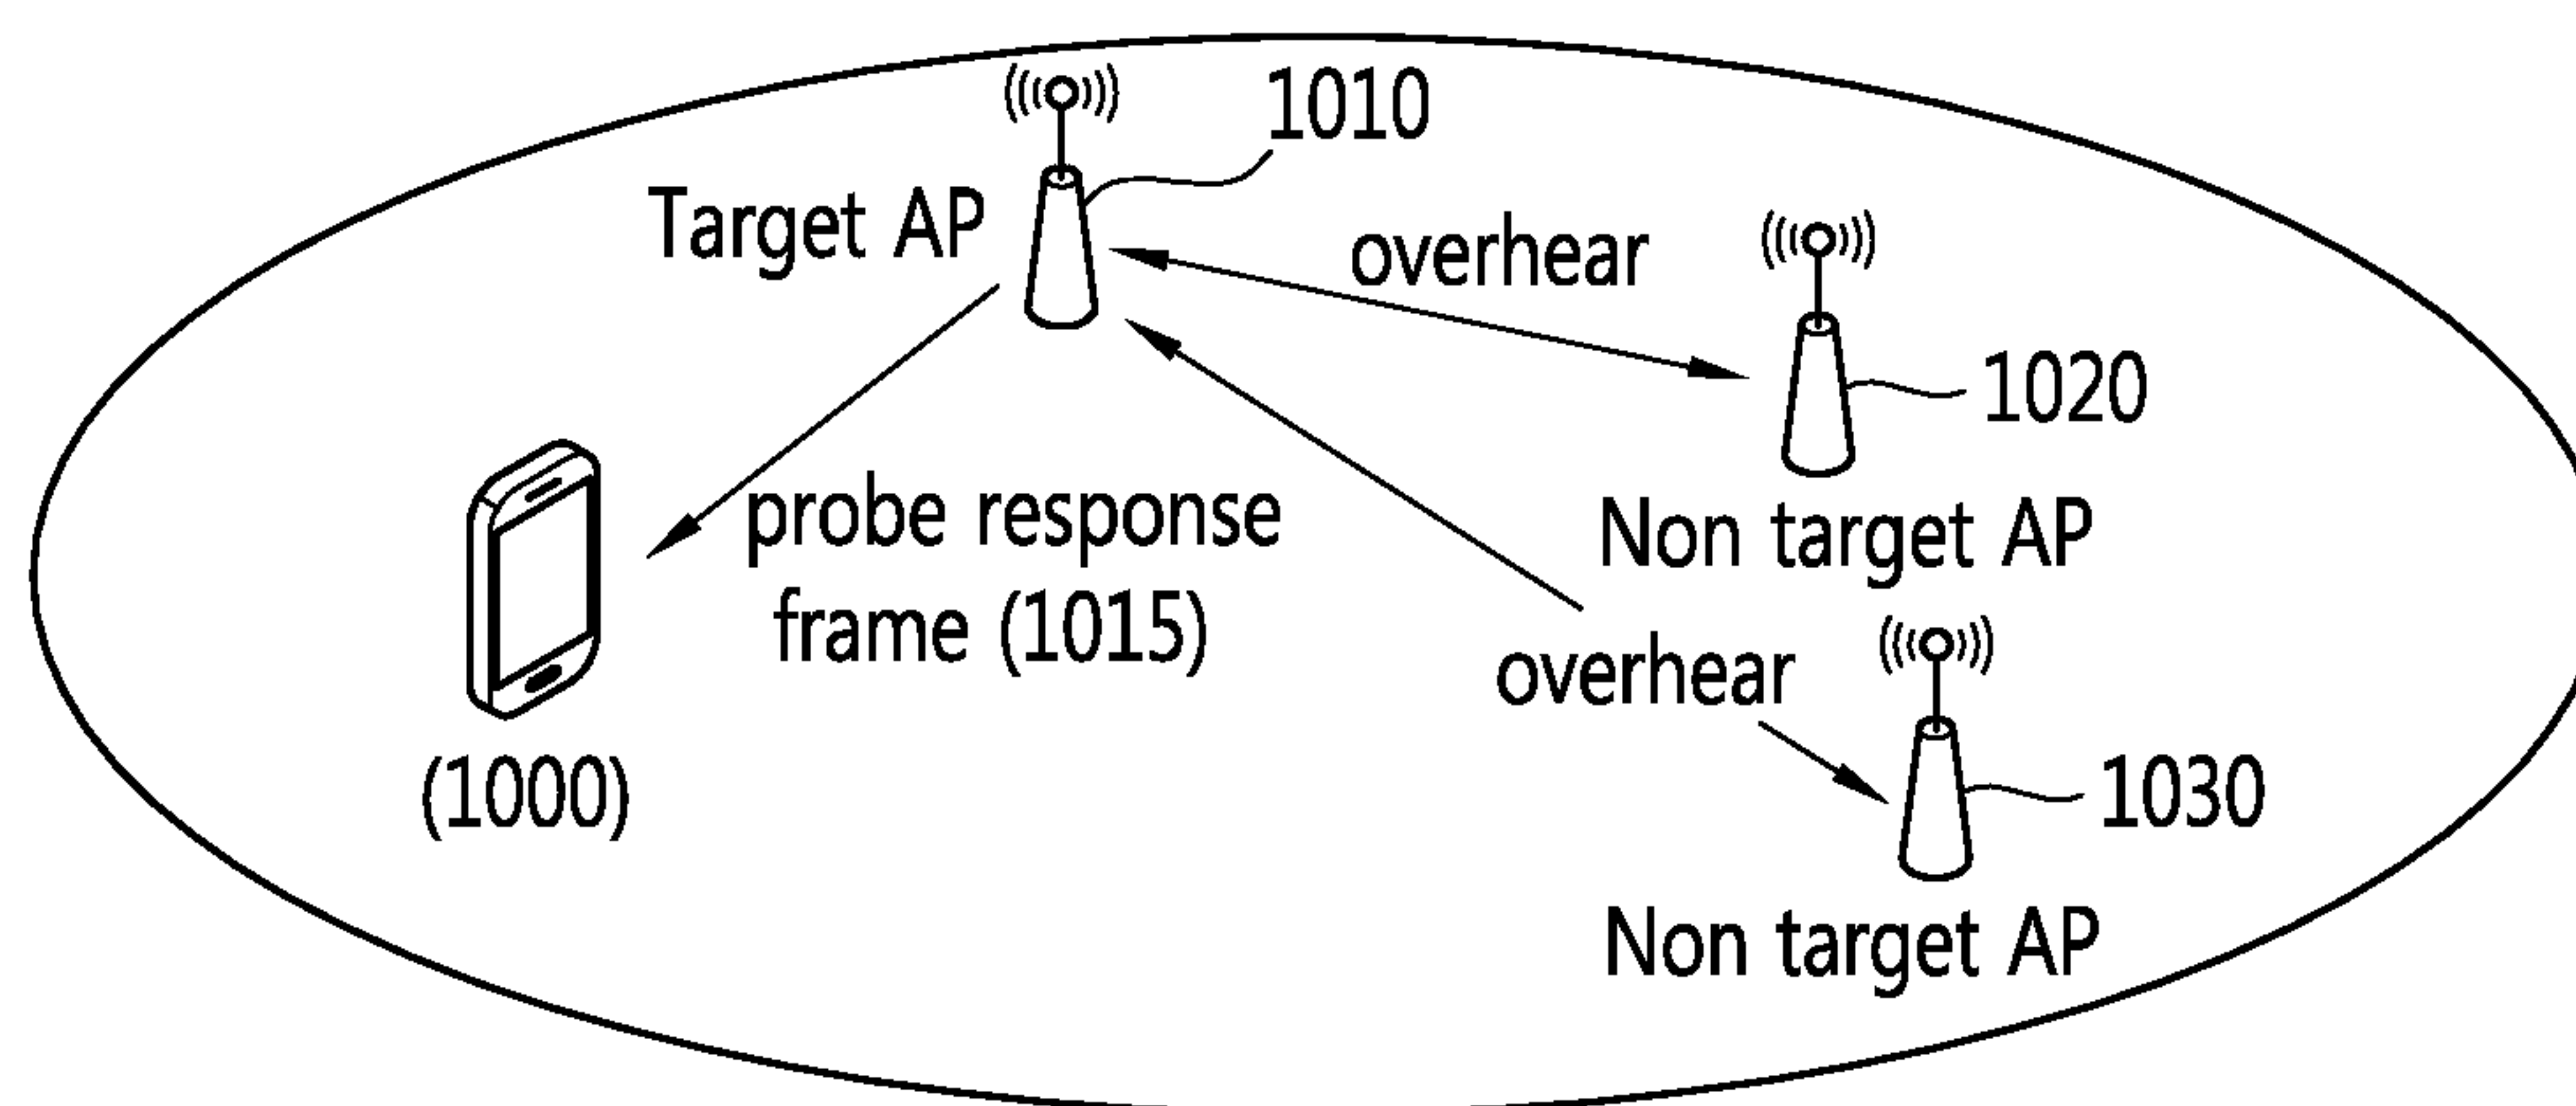 1010
Target AP
overhear
1020
probe response
frame (1015)
Non target AP
overhear
(1000)
1030
Non target AP